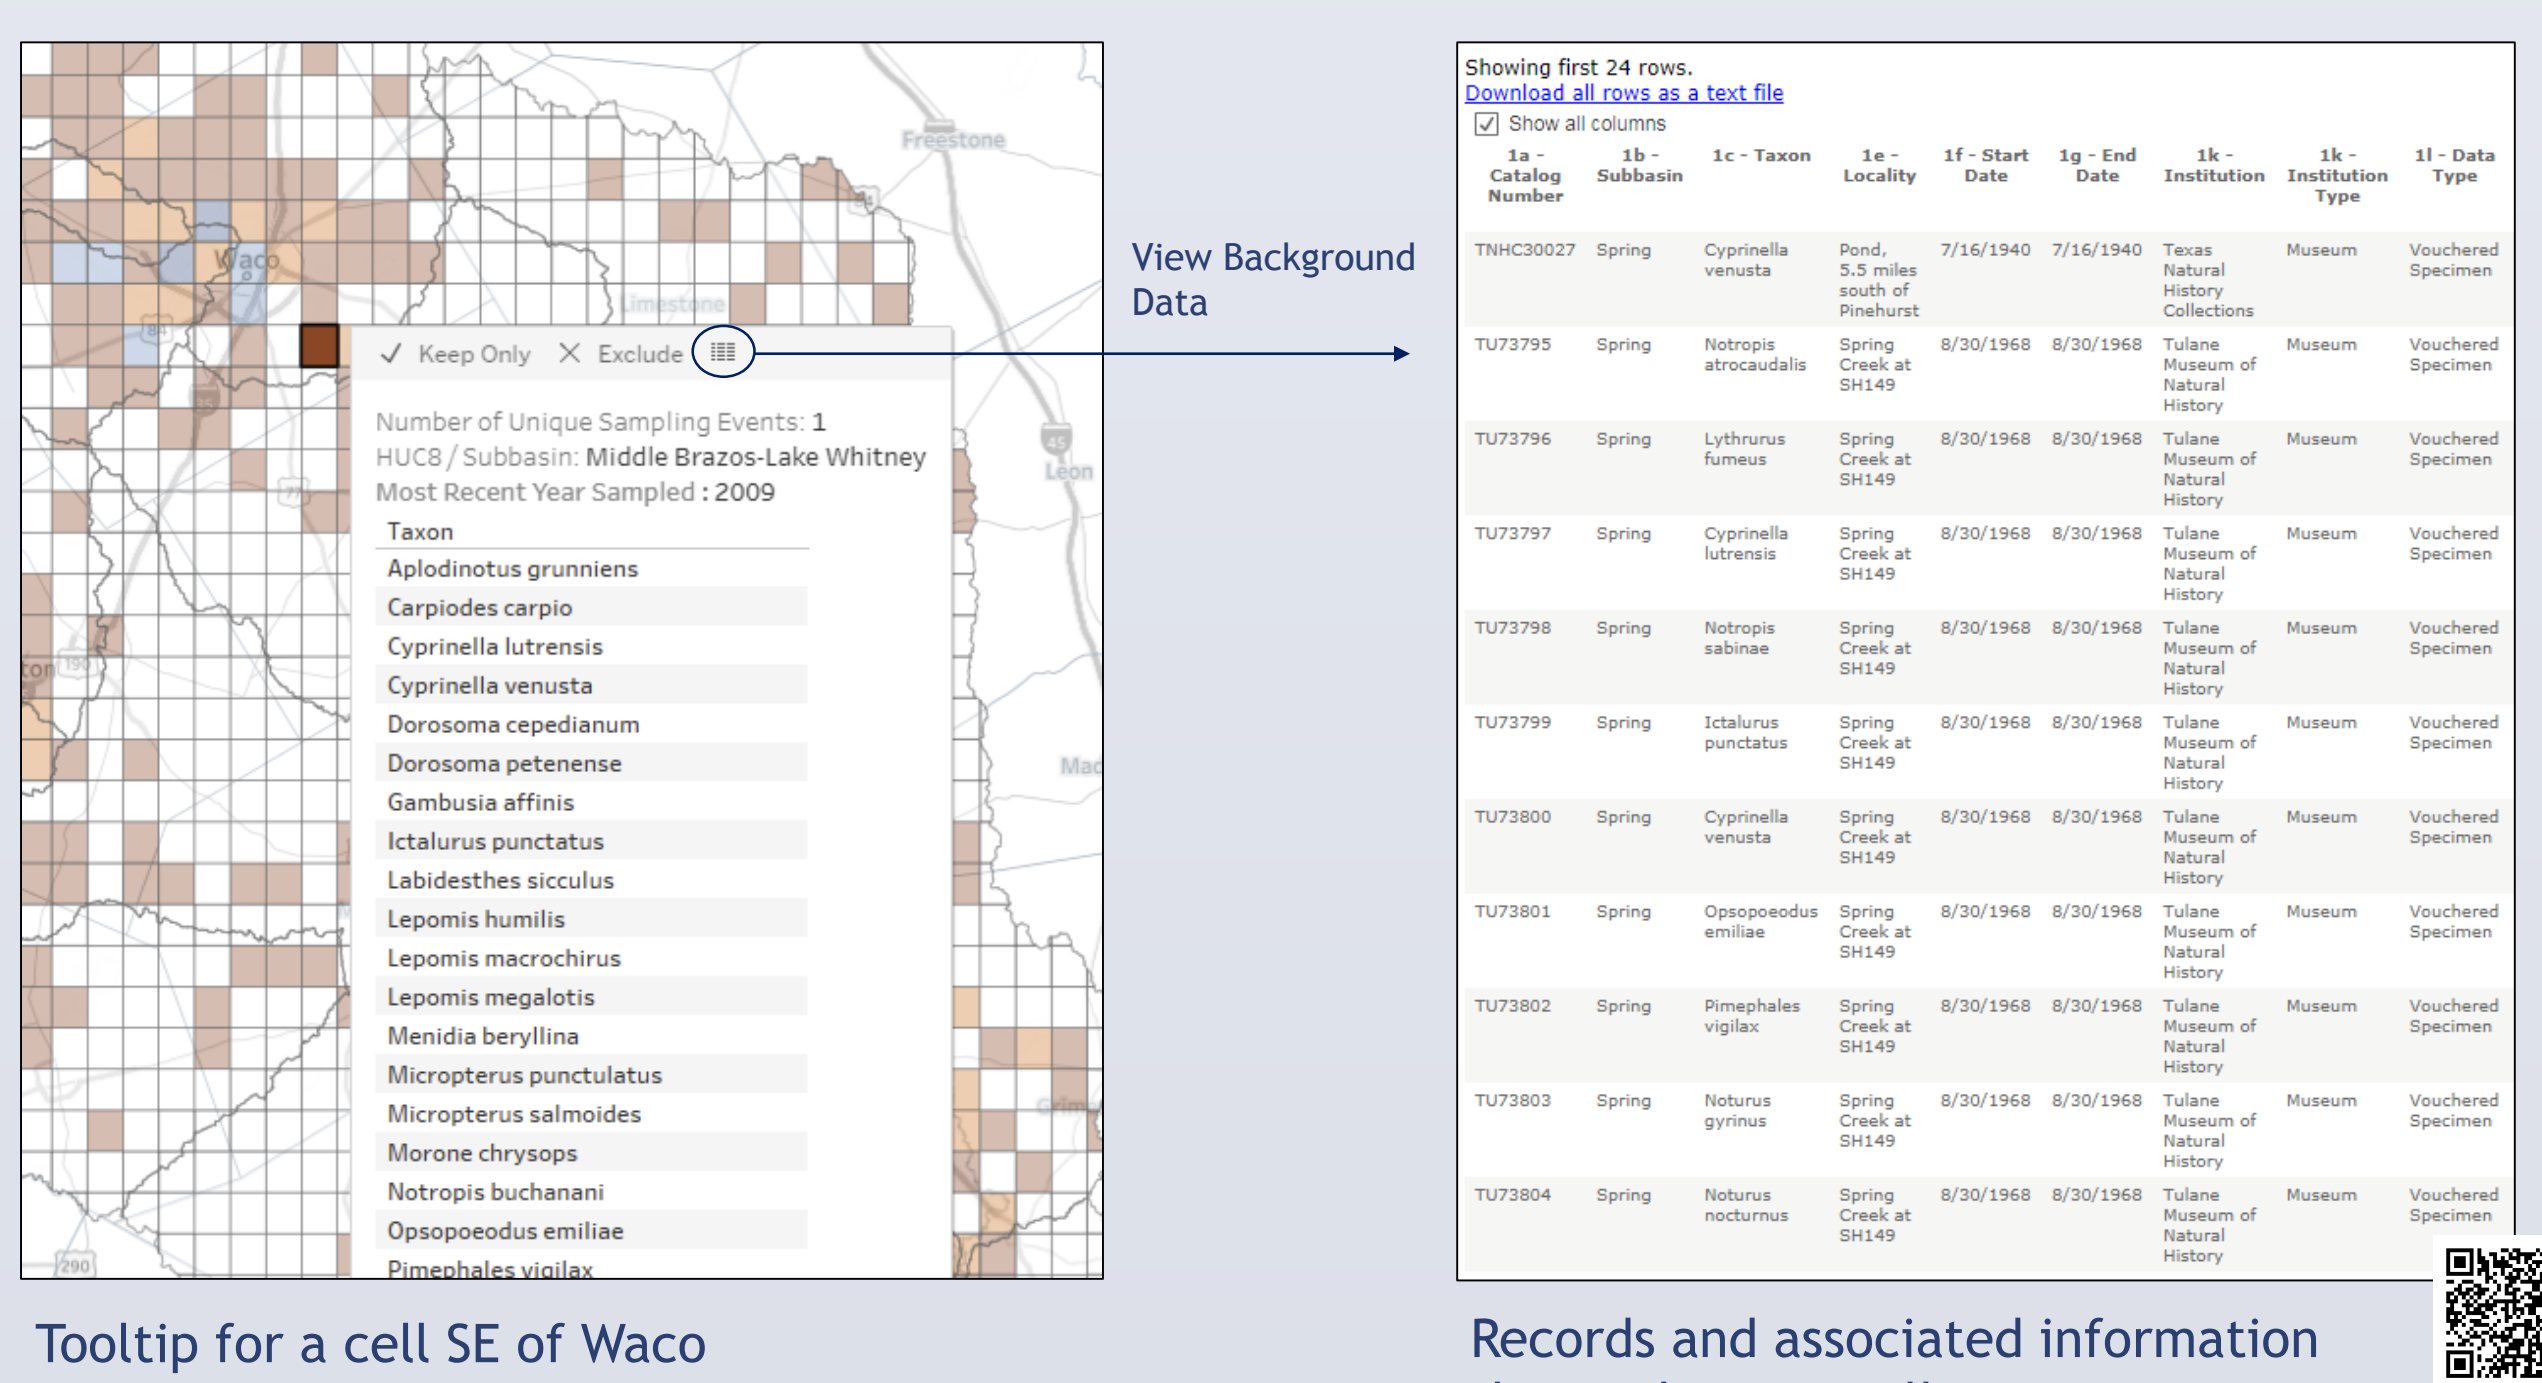 Freestone
84
Waco
Limestone
84
35
77
45
Leon
190
ton
Mad
290
✓ Keep Only ✕ Exclude
Number of Unique Sampling Events: 1
HUC8 / Subbasin: Middle Brazos-Lake Whitney
Most Recent Year Sampled : 2009
Taxon
Aplodinotus grunniens
Carpiodes carpio
Cyprinella lutrensis
Cyprinella venusta
Dorosoma cepedianum
Dorosoma petenense
Gambusia affinis
Ictalurus punctatus
Labidesthes sicculus
Lepomis humilis
Lepomis macrochirus
Lepomis megalotis
Menidia beryllina
Micropterus punctulatus
Micropterus salmoides
Morone chrysops
Notropis buchanani
Opsopoeodus emiliae
Pimephales vigilax
Tooltip for a cell SE of Waco
View Background
Data
Showing first 24 rows.
Download all rows as a text file
Show all columns
1a - Catalog Number 1b - Subbasin 1c - Taxon 1e - Locality 1f - Start Date 1g - End Date 1k - Institution 1k - Institution Type 1l - Data Type
TNHC30027 Spring Cyprinella venusta Pond, 5.5 miles south of Pinehurst 7/16/1940 7/16/1940 Texas Natural History Collections Museum Vouchered Specimen
TU73795 Spring Notropis atrocaudalis Spring Creek at SH149 8/30/1968 8/30/1968 Tulane Museum of Natural History Museum Vouchered Specimen
TU73796 Spring Lythrurus fumeus Spring Creek at SH149 8/30/1968 8/30/1968 Tulane Museum of Natural History Museum Vouchered Specimen
TU73797 Spring Cyprinella lutrensis Spring Creek at SH149 8/30/1968 8/30/1968 Tulane Museum of Natural History Museum Vouchered Specimen
TU73798 Spring Notropis sabinae Spring Creek at SH149 8/30/1968 8/30/1968 Tulane Museum of Natural History Museum Vouchered Specimen
TU73799 Spring Ictalurus punctatus Spring Creek at SH149 8/30/1968 8/30/1968 Tulane Museum of Natural History Museum Vouchered Specimen
TU73800 Spring Cyprinella venusta Spring Creek at SH149 8/30/1968 8/30/1968 Tulane Museum of Natural History Museum Vouchered Specimen
TU73801 Spring Opsopoeodus emiliae Spring Creek at SH149 8/30/1968 8/30/1968 Tulane Museum of Natural History Museum Vouchered Specimen
TU73802 Spring Pimephales vigilax Spring Creek at SH149 8/30/1968 8/30/1968 Tulane Museum of Natural History Museum Vouchered Specimen
TU73803 Spring Noturus gyrinus Spring Creek at SH149 8/30/1968 8/30/1968 Tulane Museum of Natural History Museum Vouchered Specimen
TU73804 Spring Noturus nocturnus Spring Creek at SH149 8/30/1968 8/30/1968 Tulane Museum of Natural History Museum Vouchered Specimen
Records and associated information